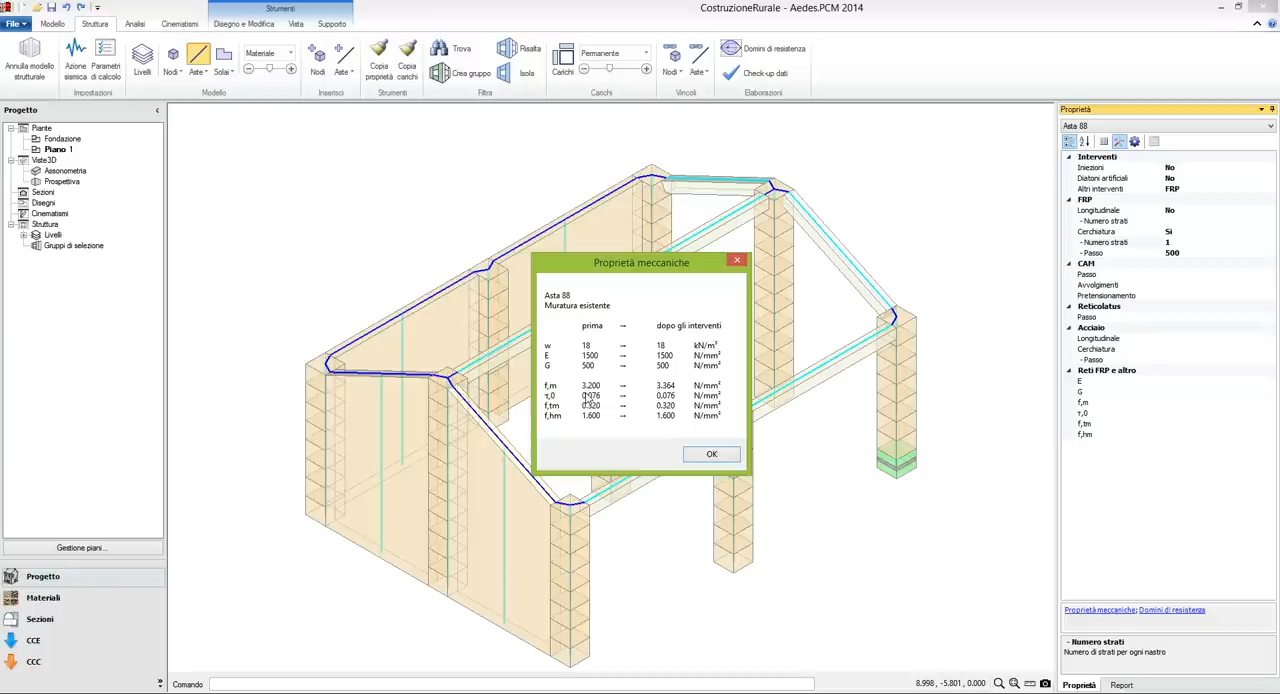 CostruzioneRurale - Aedes.PCM 2014
Strumenti
File
Modello
Struttura
Analisi
Cinematismi
Disegno e Modifica
Vista
Supporto
Annulla modello strutturale
Azione sismica
Parametri di calcolo
Impostazioni
Livelli
Nodi
Aste
Solai
Materiale
Modello
Nodi
Aste
Inserisci
Copia proprietà
Copia carichi
Strumenti
Trova
Risalta
Crea gruppo
Isola
Filtra
Carichi
Permanente
Carichi
Nodi
Aste
Vincoli
Domini di resistenza
Check-up dati
Elaborazioni
Progetto
Piante
Fondazione
Piano 1
Viste3D
Assonometria
Prospettiva
Sezioni
Disegni
Cinematismi
Struttura
Livelli
Gruppi di selezione
Gestione piani...
Progetto
Materiali
Sezioni
CCE
CCC
Proprietà meccaniche
Asta 88
Muratura esistente
prima → dopo gli interventi
w 18 → 18 kN/m³
E 1500 → 1500 N/mm²
G 500 → 500 N/mm²
f,m 3.200 → 3.364 N/mm²
τ,0 0.076 → 0.076 N/mm²
f,tm 0.320 → 0.320 N/mm²
f,hm 1.600 → 1.600 N/mm²
OK
Comando
8.998 , -5.801 , 0.000
Proprietà
Asta 88
Interventi
Iniezioni No
Diatoni artificiali No
Altri interventi FRP
FRP
Longitudinale No
- Numero strati
Cerchiatura Sì
- Numero strati 1
- Passo 500
CAM
Passo
Avvolgimenti
Pretensionamento
Reticolatus
Passo
Acciaio
Longitudinale
Cerchiatura
- Passo
Reti FRP e altro
E
G
f,m
τ,0
f,tm
f,hm
Proprietà meccaniche; Domini di resistenza
- Numero strati
Numero di strati per ogni nastro
Proprietà
Report